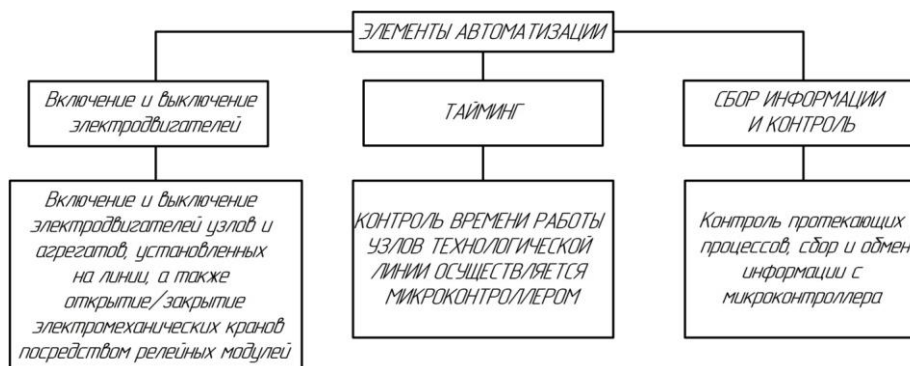 ЭЛЕМЕНТЫ АВТОМАТИЗАЦИИ
Включение и выключение
электродвигателей
ТАЙМИНГ
СБОР ИНФОРМАЦИИ
И КОНТРОЛЬ
Включение и выключение
электродвигателей узлов и
агрегатов, установленных
на линии, а также
открытие/закрытие
электромеханических кранов
посредством релейных модулей
КОНТРОЛЬ ВРЕМЕНИ РАБОТЫ
УЗЛОВ ТЕХНОЛОГИЧЕСКОЙ
ЛИНИИ ОСУЩЕСТВЛЯЕТСЯ
МИКРОКОНТРОЛЛЕРОМ
Контроль протекающих
процессов, сбор и обмен
информации с
микроконтроллера